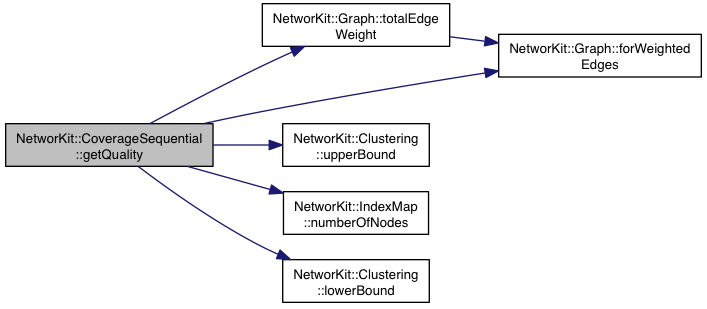 NetworKit::Graph::totalEdge
Weight
NetworKit::Graph::forWeighted
Edges
NetworKit::CoverageSequential
::getQuality
NetworKit::Clustering
::upperBound
NetworKit::IndexMap
::numberOfNodes
NetworKit::Clustering
::lowerBound